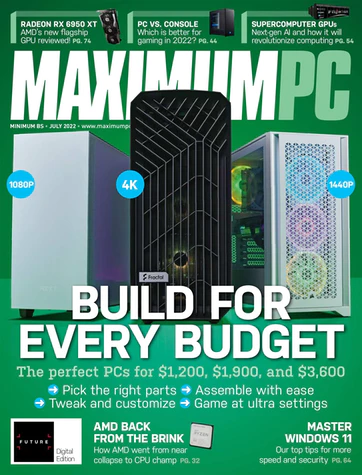 RADEON RX 6950 XT
AMD's new flagship
GPU reviewed! PG. 74
PC VS. CONSOLE
Which is better for
gaming in 2022? PG. 44
SUPERCOMPUTER GPUs
Next-gen AI and how it will
revolutionize computing PG. 54
MAXIMUMPC
MINIMUM BS • JULY 2022 • www.maximump
1080P
4K
1440P
Fractal
BUILD FOR
EVERY BUDGET
The perfect PCs for $1,200, $1,900, and $3,600
➔ Pick the right parts ➔ Assemble with ease
➔ Tweak and customize ➔ Game at ultra settings
FUTURE
Digital
Edition
AMD BACK
FROM THE BRINK
How AMD went from near
collapse to CPU champ PG. 32
MASTER
WINDOWS 11
Our top tips for more
speed and security PG. 64